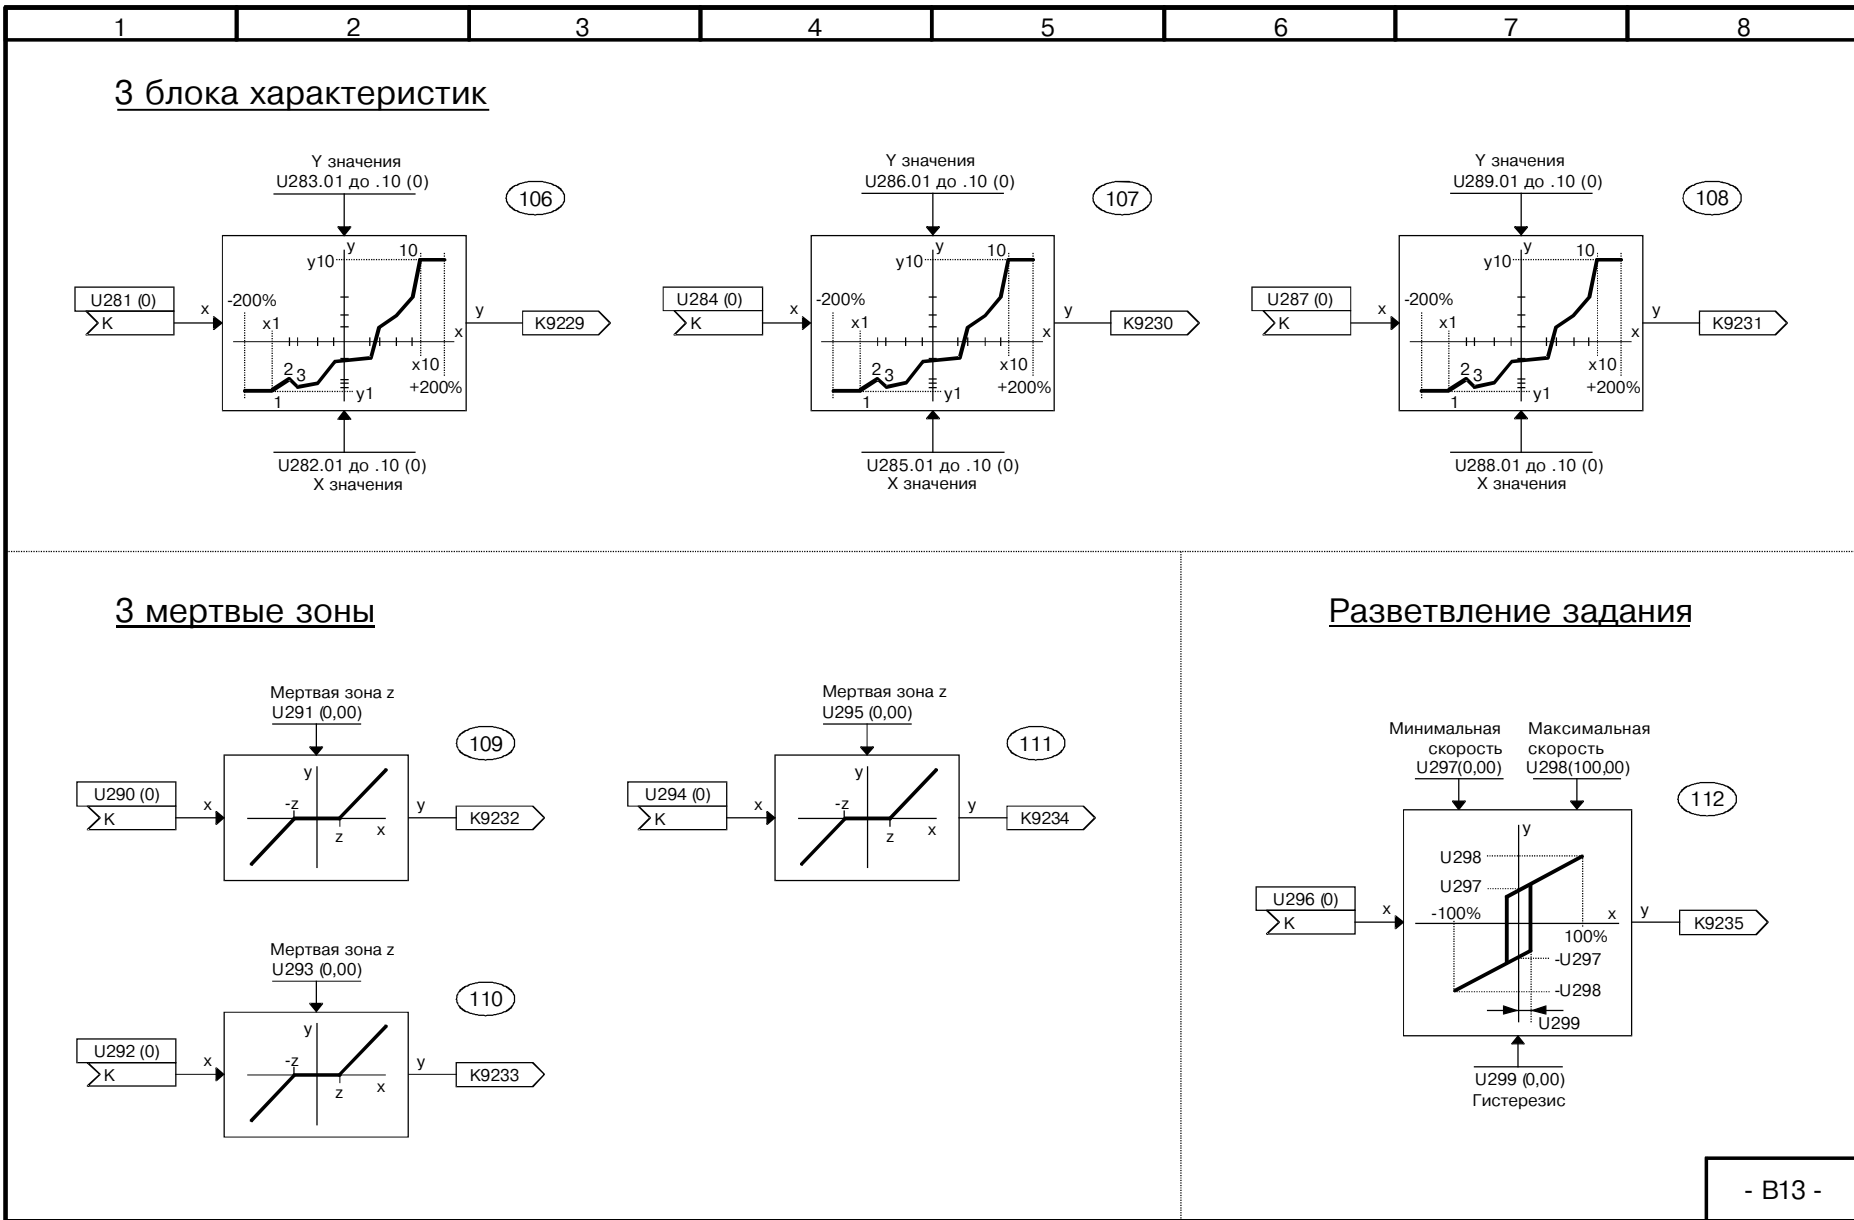 1 2 3 4 5 6 7 8
3 блока характеристик
Y значения
U283.01 до .10 (0)
106
U281 (0)
K
x
-200%
x1
y
y10
10
2
3
1
y1
x
x10
+200%
y
K9229
U282.01 до .10 (0)
X значения
Y значения
U286.01 до .10 (0)
107
U284 (0)
K
x
-200%
x1
y
y10
10
2
3
1
y1
x
x10
+200%
y
K9230
U285.01 до .10 (0)
X значения
Y значения
U289.01 до .10 (0)
108
U287 (0)
K
x
-200%
x1
y
y10
10
2
3
1
y1
x
x10
+200%
y
K9231
U288.01 до .10 (0)
X значения
3 мертвые зоны
Мертвая зона z
U291 (0,00)
109
U290 (0)
K
x
y
-z
z
x
y
K9232
Мертвая зона z
U295 (0,00)
111
U294 (0)
K
x
y
-z
z
x
y
K9234
Мертвая зона z
U293 (0,00)
110
U292 (0)
K
x
y
-z
z
x
y
K9233
Разветвление задания
Минимальная
скорость
U297(0,00)
Максимальная
скорость
U298(100,00)
112
U296 (0)
K
x
y
U298
U297
-100%
x
100%
-U297
-U298
U299
y
K9235
U299 (0,00)
Гистерезис
- B13 -